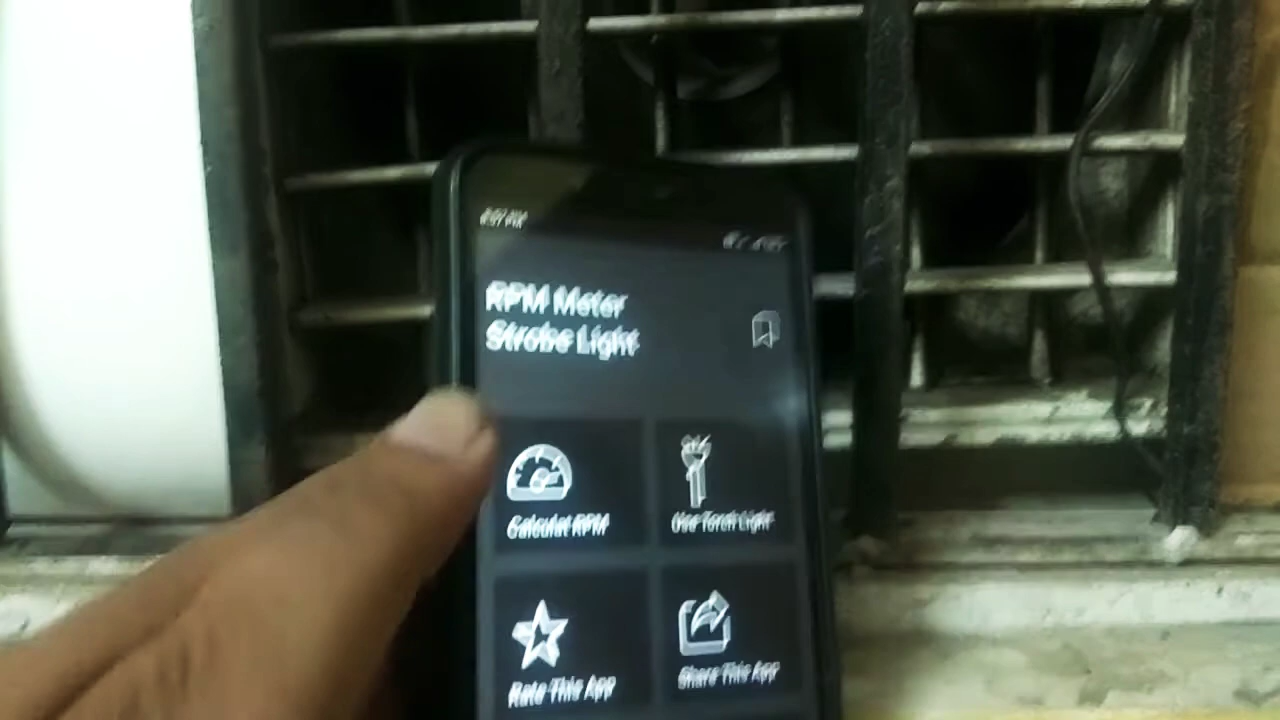 RPM Meter
Strobe Light
Calculat RPM
Use Torch Light
Rate This App
Share This App